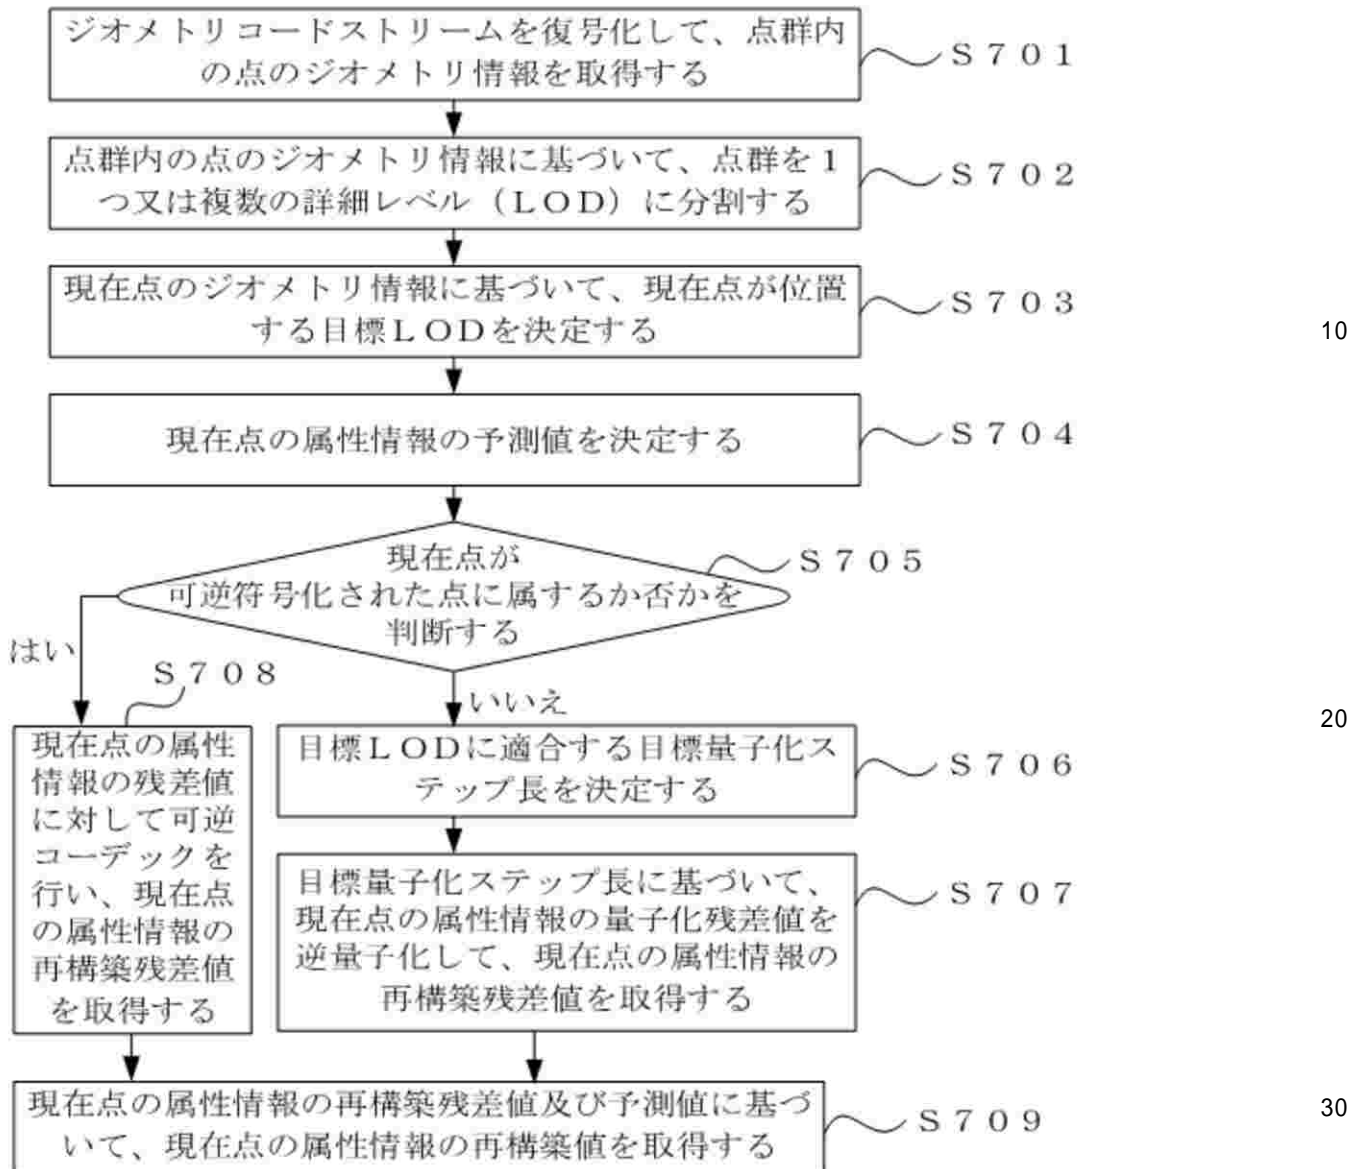 ジオメトリコードストリームを復号化して、点群内
の点のジオメトリ情報を取得する
Ｓ７０１
点群内の点のジオメトリ情報に基づいて、点群を１
つ又は複数の詳細レベル（ＬＯＤ）に分割する
Ｓ７０２
現在点のジオメトリ情報に基づいて、現在点が位置
する目標ＬＯＤを決定する
Ｓ７０３
10
現在点の属性情報の予測値を決定する
Ｓ７０４
現在点が
可逆符号化された点に属するか否かを
判断する
Ｓ７０５
はい
Ｓ７０８
いいえ
20
現在点の属性
情報の残差値
に対して可逆
コーデックを
行い、現在点
の属性情報の
再構築残差値
を取得する
目標ＬＯＤに適合する目標量子化ス
テップ長を決定する
Ｓ７０６
目標量子化ステップ長に基づいて、
現在点の属性情報の量子化残差値を
逆量子化して、現在点の属性情報の
再構築残差値を取得する
Ｓ７０７
現在点の属性情報の再構築残差値及び予測値に基づ
いて、現在点の属性情報の再構築値を取得する
Ｓ７０９
30